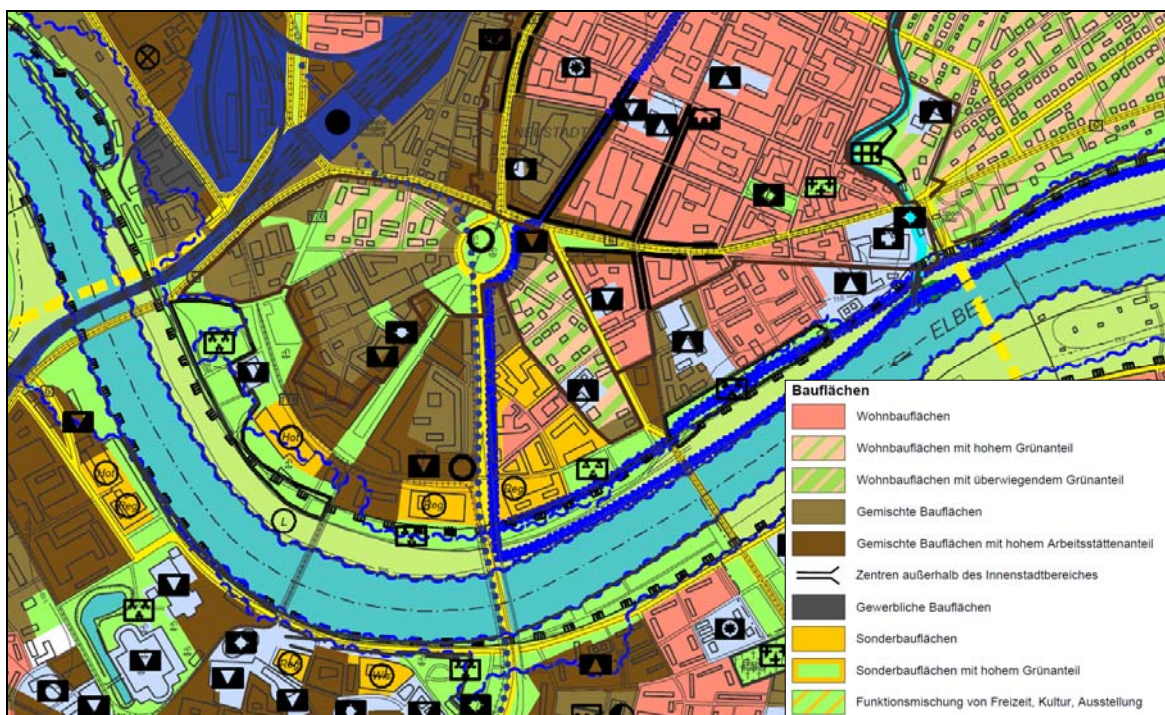 NEUSTADT
ELBE
Hot
Hot
Reg
Reg
Reg
L
Bauflächen
Wohnbauflächen
Wohnbauflächen mit hohem Grünanteil
Wohnbauflächen mit überwiegendem Grünanteil
Gemischte Bauflächen
Gemischte Bauflächen mit hohem Arbeitsstättenanteil
Zentren außerhalb des Innenstadtbereiches
Gewerbliche Bauflächen
Sonderbauflächen
Sonderbauflächen mit hohem Grünanteil
Funktionsmischung von Freizeit, Kultur, Ausstellung